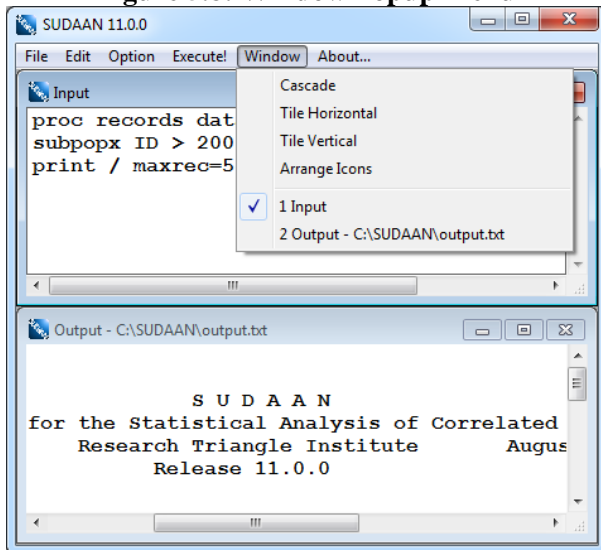 SUDAAN 11.0.0
File Edit Option Execute! Window About...
Cascade
Tile Horizontal
Tile Vertical
Arrange Icons
1 Input
2 Output - C:\SUDAAN\output.txt
Input
proc records dat
subpopx ID > 200
print / maxrec=5
Output - C:\SUDAAN\output.txt
S U D A A N
for the Statistical Analysis of Correlated
Research Triangle Institute Augus
Release 11.0.0